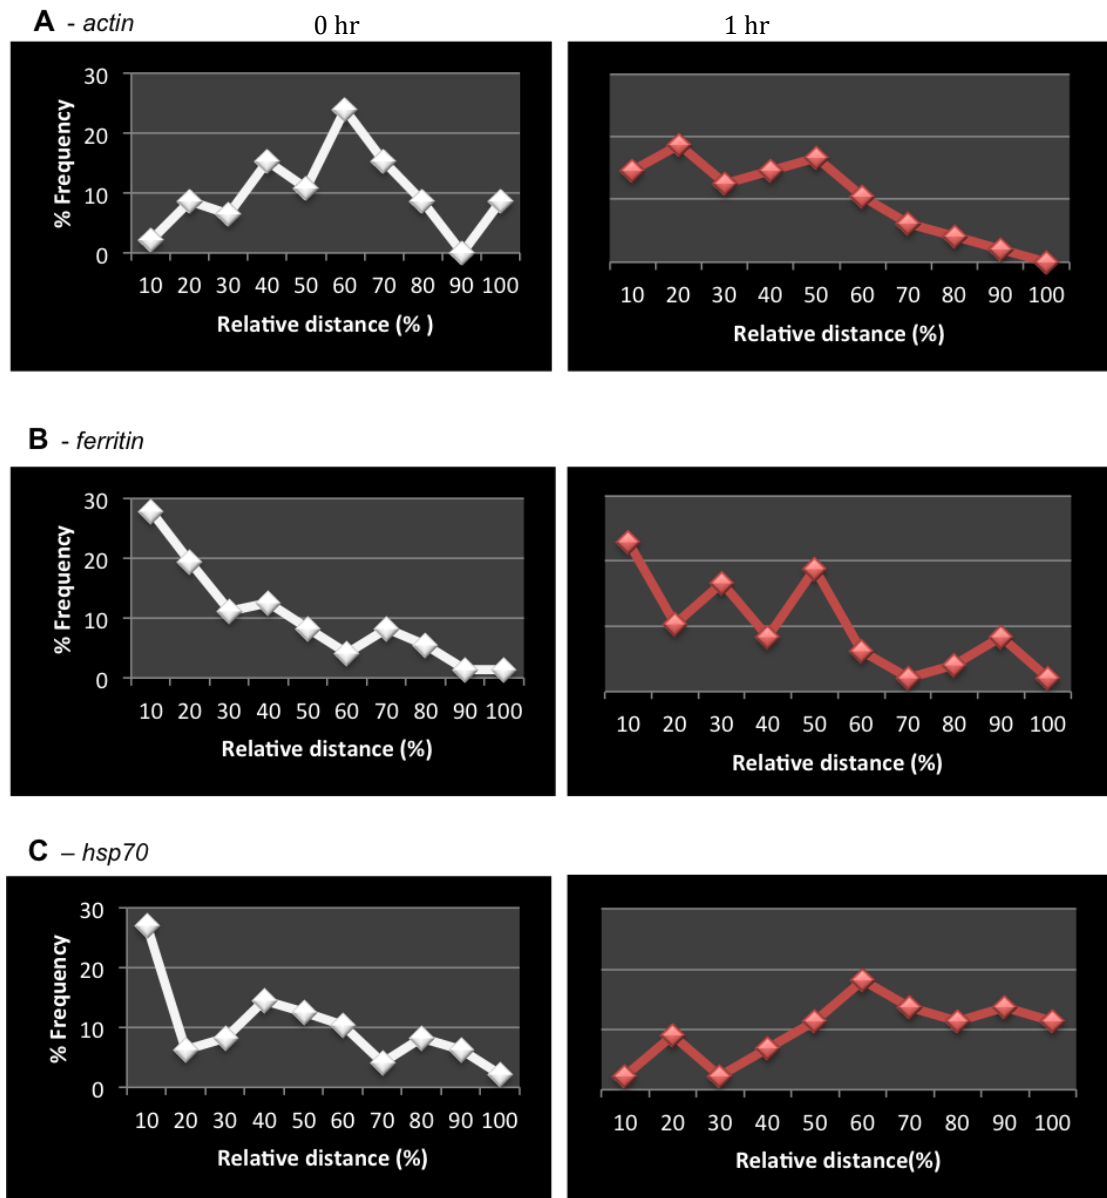 A - actin
0 hr
1 hr
% Frequency
30
20
10
0
10 20 30 40 50 60 70 80 90 100
Relative distance (% )
10 20 30 40 50 60 70 80 90 100
Relative distance (%)
B - ferritin
% Frequency
30
20
10
0
10 20 30 40 50 60 70 80 90 100
Relative distance (%)
10 20 30 40 50 60 70 80 90 100
Relative distance (%)
C – hsp70
% Frequency
30
20
10
0
10 20 30 40 50 60 70 80 90 100
Relative distance (%)
10 20 30 40 50 60 70 80 90 100
Relative distance(%)